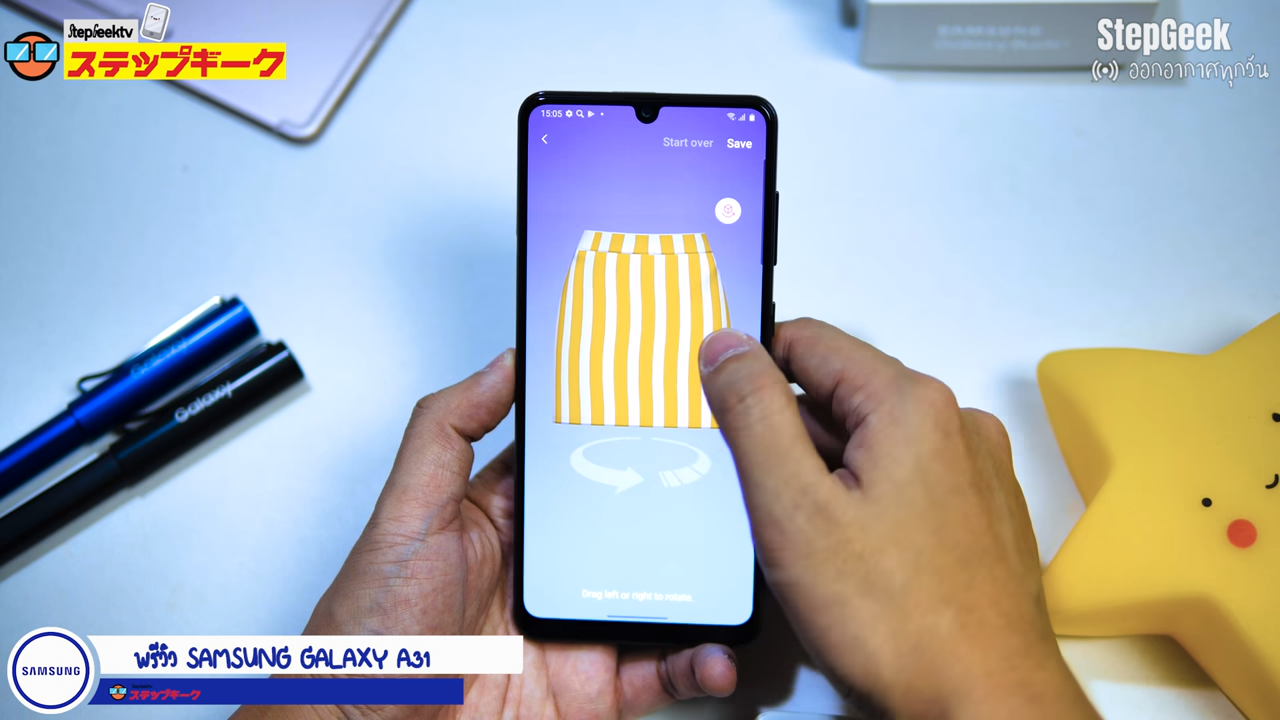 StepGeektv
ステップギーク
StepGeek
ออกอากาศทุกวัน
SAMSUNG
15:05
Start over
Save
Drag left or right to rotate.
Galaxy
Galaxy
SAMSUNG
พรีวิว SAMSUNG GALAXY A31
ステップギーク